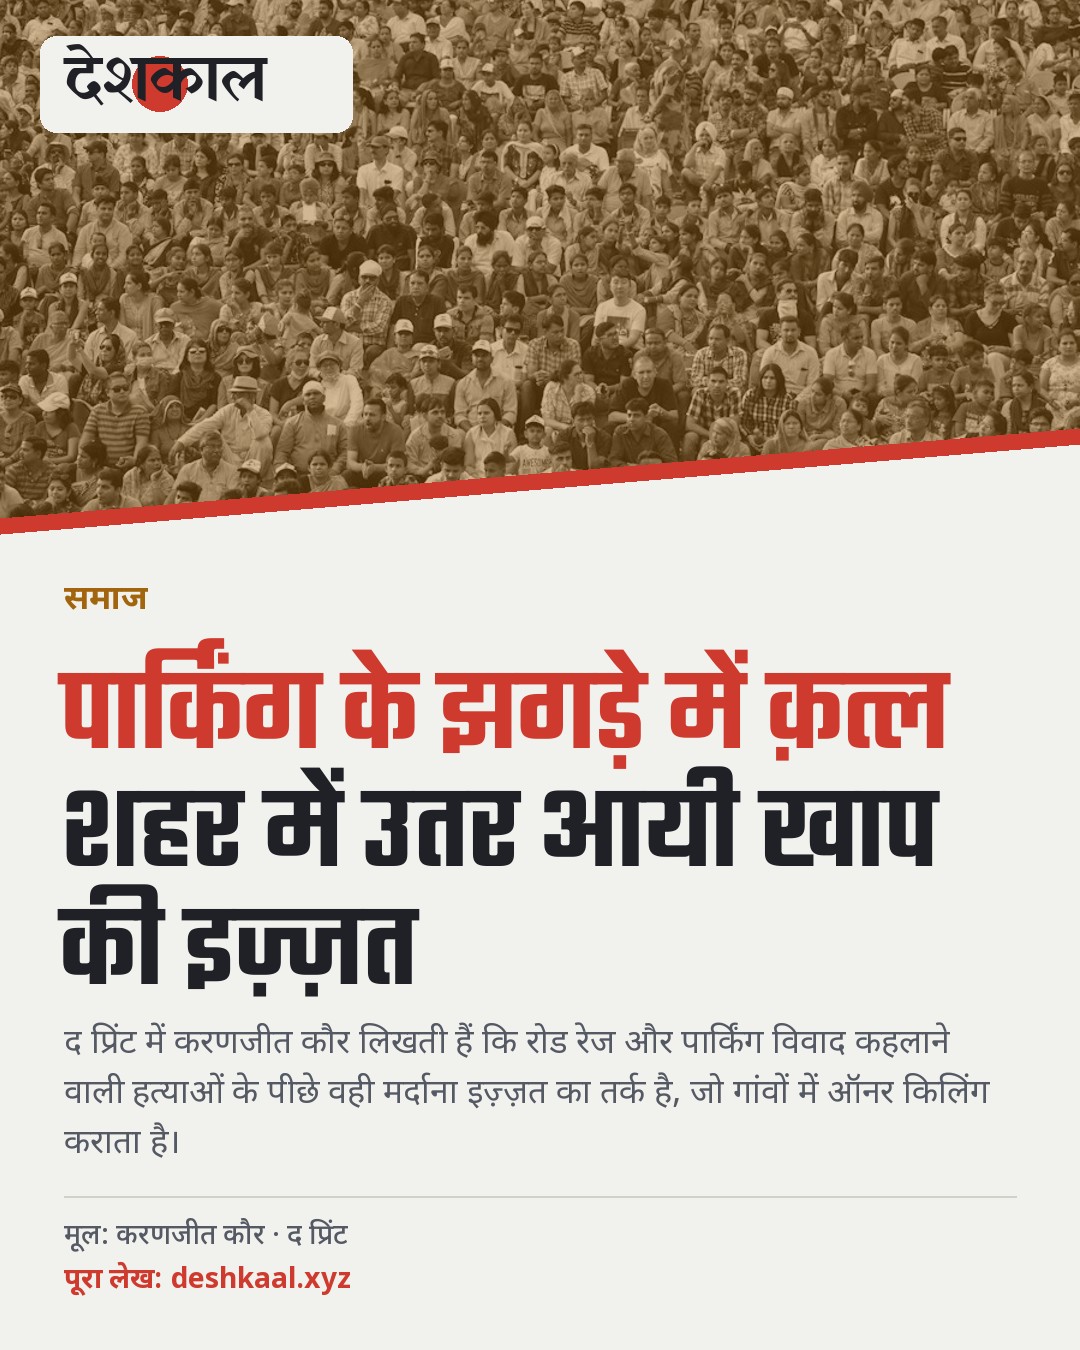 देशकाल
समाज
पार्किंग के झगड़े में क़त्ल
शहर में उतर आयी खाप
की इज़्ज़त
द प्रिंट में करणजीत कौर लिखती हैं कि रोड रेज और पार्किंग विवाद कहलाने
वाली हत्याओं के पीछे वही मर्दाना इज़्ज़त का तर्क है, जो गांवों में ऑनर किलिंग
कराता है।
मूल: करणजीत कौर · द प्रिंट
पूरा लेख: deshkaal.xyz